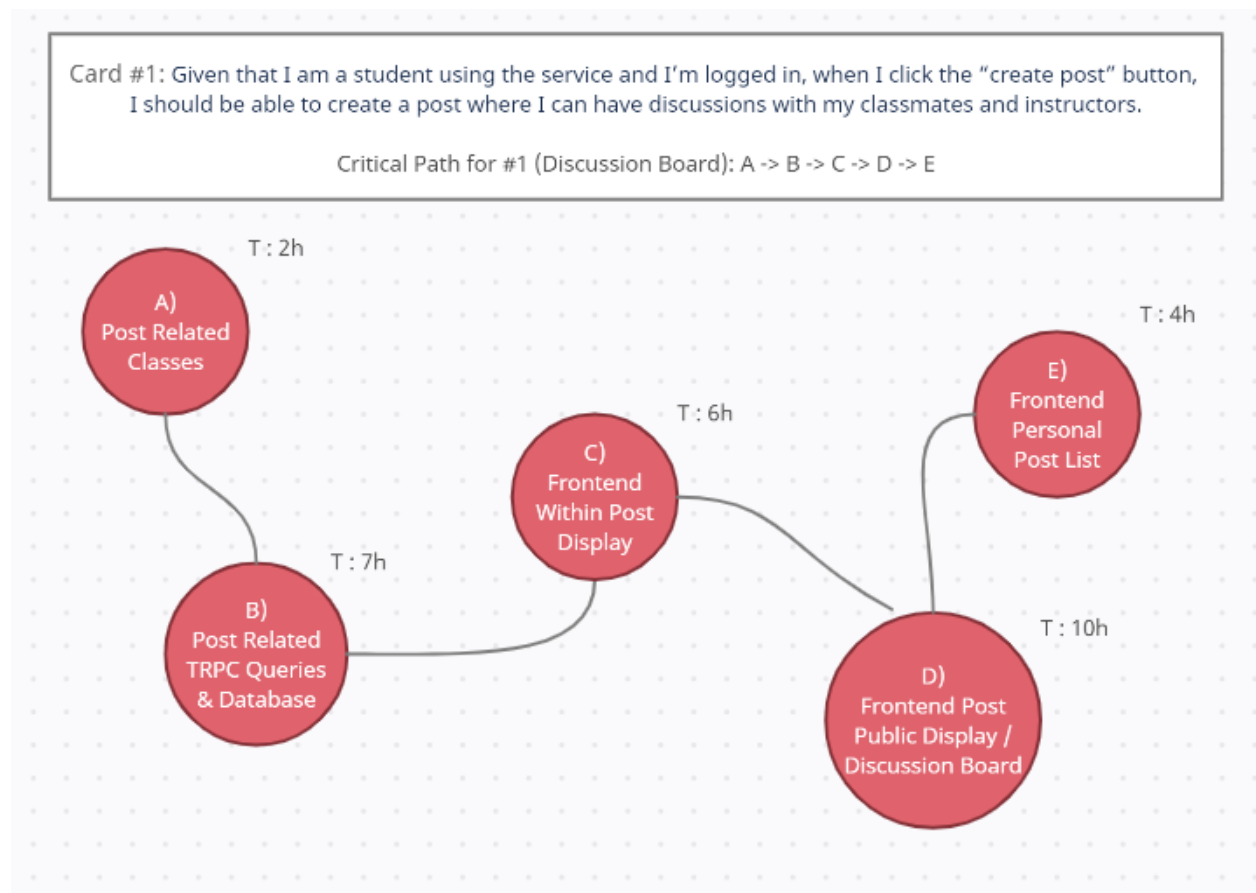 Card #1: Given that I am a student using the service and I’m logged in, when I click the “create post” button,
I should be able to create a post where I can have discussions with my classmates and instructors.
Critical Path for #1 (Discussion Board): A -> B -> C -> D -> E
T : 2h
A)
Post Related
Classes
T : 7h
B)
Post Related
TRPC Queries
& Database
T : 6h
C)
Frontend
Within Post
Display
T : 10h
D)
Frontend Post
Public Display /
Discussion Board
T : 4h
E)
Frontend
Personal
Post List